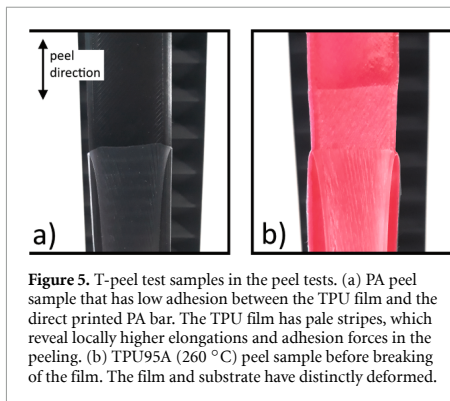 peel
direction
a)
b)
Figure 5. T-peel test samples in the peel tests. (a) PA peel
sample that has low adhesion between the TPU film and the
direct printed PA bar. The TPU film has pale stripes, which
reveal locally higher elongations and adhesion forces in the
peeling. (b) TPU95A (260 °C) peel sample before breaking
of the film. The film and substrate have distinctly deformed.